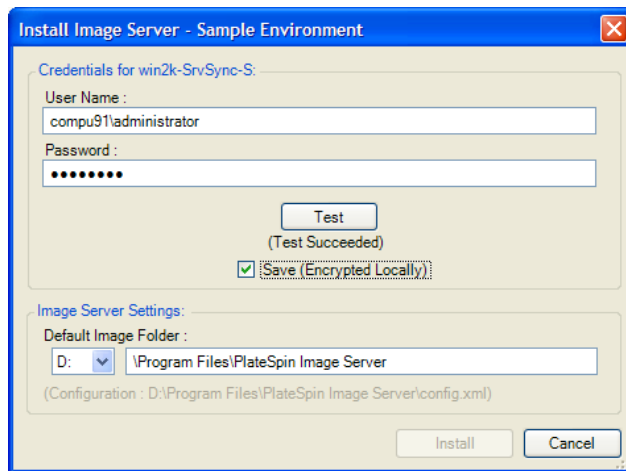 Install Image Server - Sample Environment
Credentials for win2k-SrvSync-S:
User Name :
compu91\administrator
Password :
••••••••
Test
(Test Succeeded)
Save (Encrypted Locally)
Image Server Settings:
Default Image Folder :
D: \Program Files\PlateSpin Image Server
(Configuration : D:\Program Files\PlateSpin Image Server\config.xml)
Install Cancel